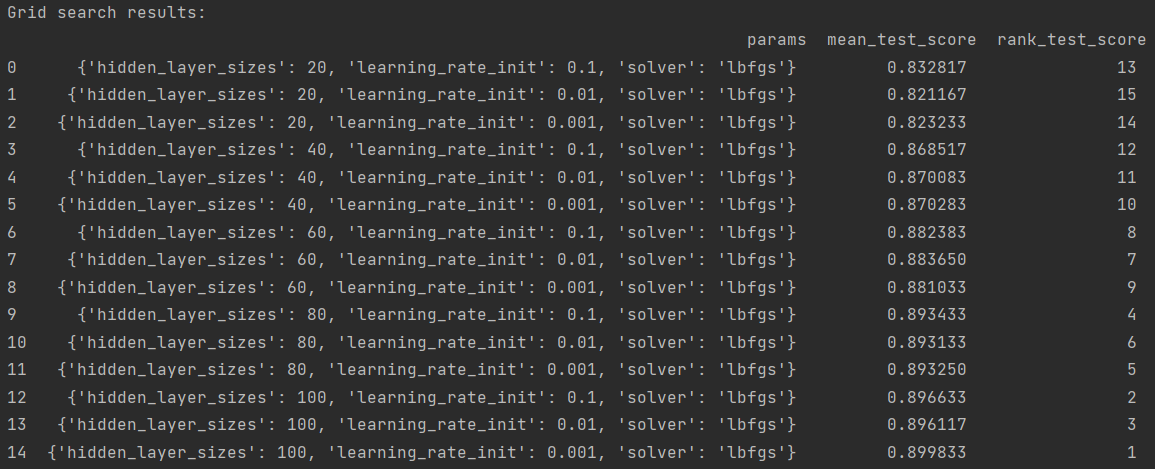 Grid search results:
params  mean_test_score  rank_test_score
0      {'hidden_layer_sizes': 20, 'learning_rate_init': 0.1, 'solver': 'lbfgs'}         0.832817               13
1     {'hidden_layer_sizes': 20, 'learning_rate_init': 0.01, 'solver': 'lbfgs'}         0.821167               15
2    {'hidden_layer_sizes': 20, 'learning_rate_init': 0.001, 'solver': 'lbfgs'}         0.823233               14
3      {'hidden_layer_sizes': 40, 'learning_rate_init': 0.1, 'solver': 'lbfgs'}         0.868517               12
4     {'hidden_layer_sizes': 40, 'learning_rate_init': 0.01, 'solver': 'lbfgs'}         0.870083               11
5    {'hidden_layer_sizes': 40, 'learning_rate_init': 0.001, 'solver': 'lbfgs'}         0.870283               10
6      {'hidden_layer_sizes': 60, 'learning_rate_init': 0.1, 'solver': 'lbfgs'}         0.882383                8
7     {'hidden_layer_sizes': 60, 'learning_rate_init': 0.01, 'solver': 'lbfgs'}         0.883650                7
8    {'hidden_layer_sizes': 60, 'learning_rate_init': 0.001, 'solver': 'lbfgs'}         0.881033                9
9      {'hidden_layer_sizes': 80, 'learning_rate_init': 0.1, 'solver': 'lbfgs'}         0.893433                4
10    {'hidden_layer_sizes': 80, 'learning_rate_init': 0.01, 'solver': 'lbfgs'}         0.893133                6
11   {'hidden_layer_sizes': 80, 'learning_rate_init': 0.001, 'solver': 'lbfgs'}         0.893250                5
12    {'hidden_layer_sizes': 100, 'learning_rate_init': 0.1, 'solver': 'lbfgs'}         0.896633                2
13   {'hidden_layer_sizes': 100, 'learning_rate_init': 0.01, 'solver': 'lbfgs'}         0.896117                3
14  {'hidden_layer_sizes': 100, 'learning_rate_init': 0.001, 'solver': 'lbfgs'}         0.899833                1